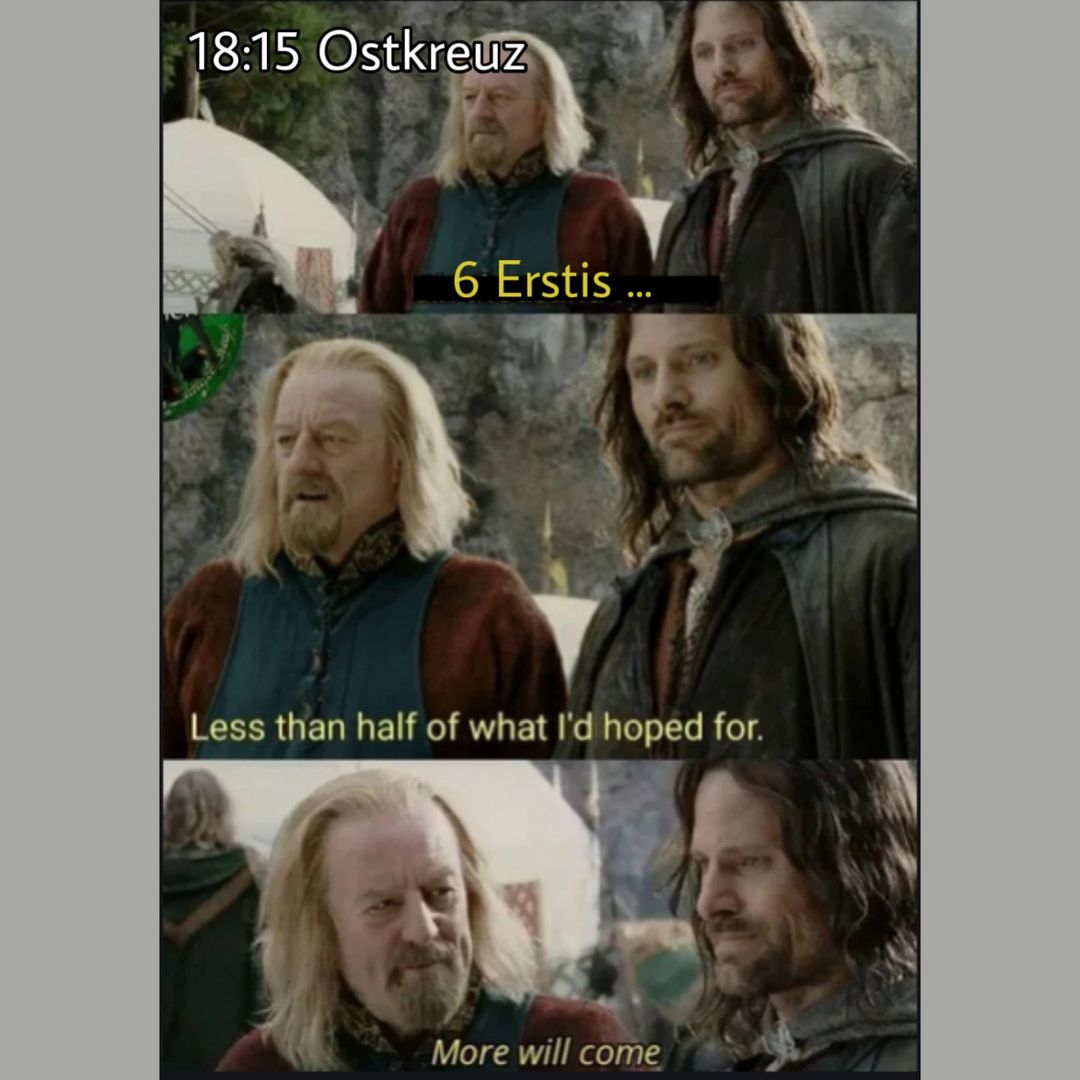 18:15 Ostkreuz
6 Erstis ...
Less than half of what I'd hoped for.
More will come